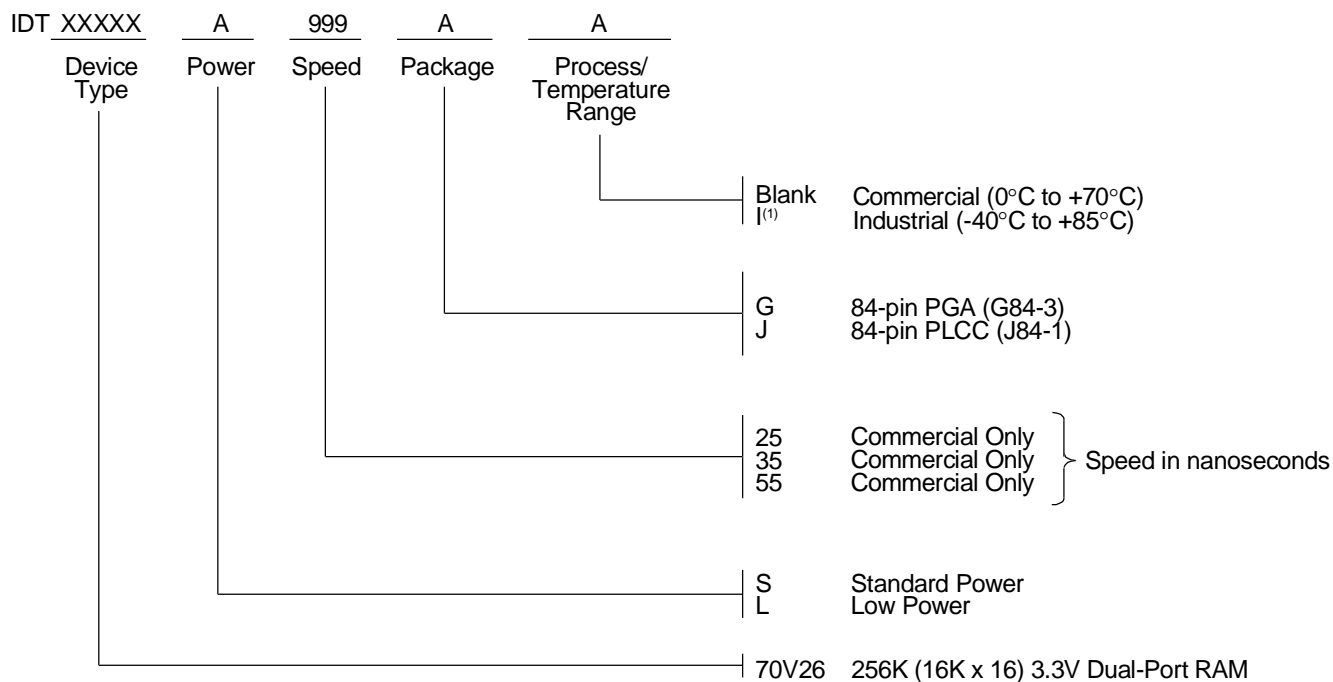 IDT XXXXX A 999 A A
Device Type Power Speed Package Process/ Temperature Range
Blank Commercial (0°C to +70°C)
I(1) Industrial (-40°C to +85°C)
G 84-pin PGA (G84-3)
J 84-pin PLCC (J84-1)
25 Commercial Only
35 Commercial Only Speed in nanoseconds
55 Commercial Only
S Standard Power
L Low Power
70V26 256K (16K x 16) 3.3V Dual-Port RAM